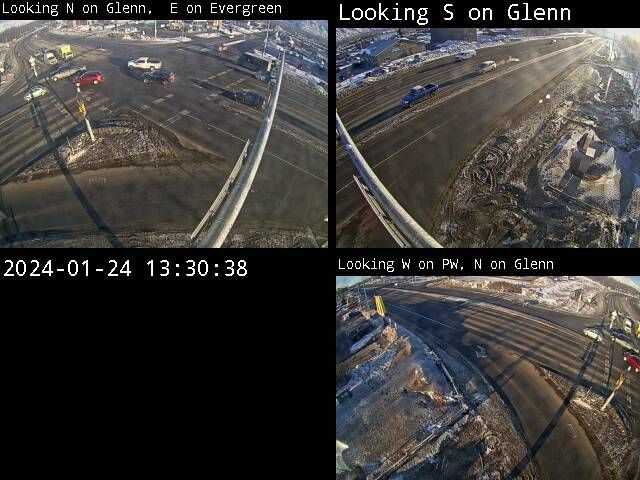 Looking N on Glenn,  E on Evergreen
Looking S on Glenn
2024-01-24 13:30:38
Looking W on PW, N on Glenn